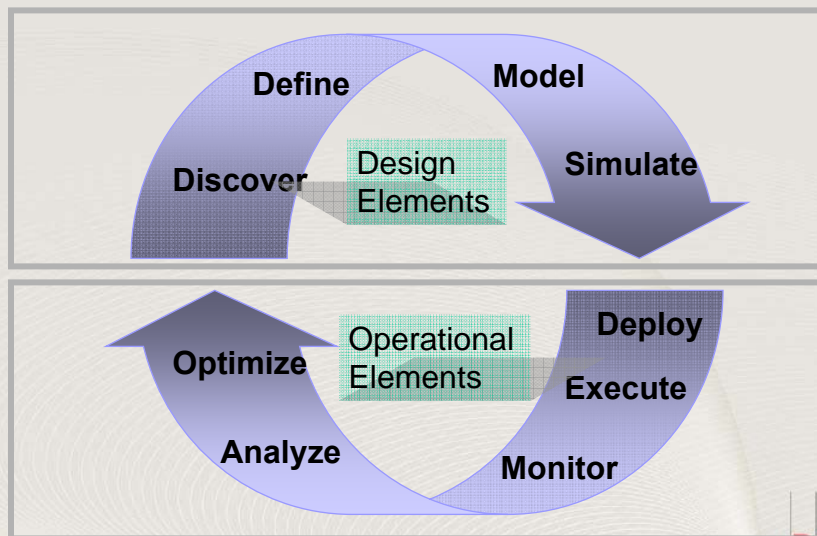 Define
Model
Discover
Design
Elements
Simulate
Operational
Elements
Deploy
Execute
Optimize
Monitor
Analyze